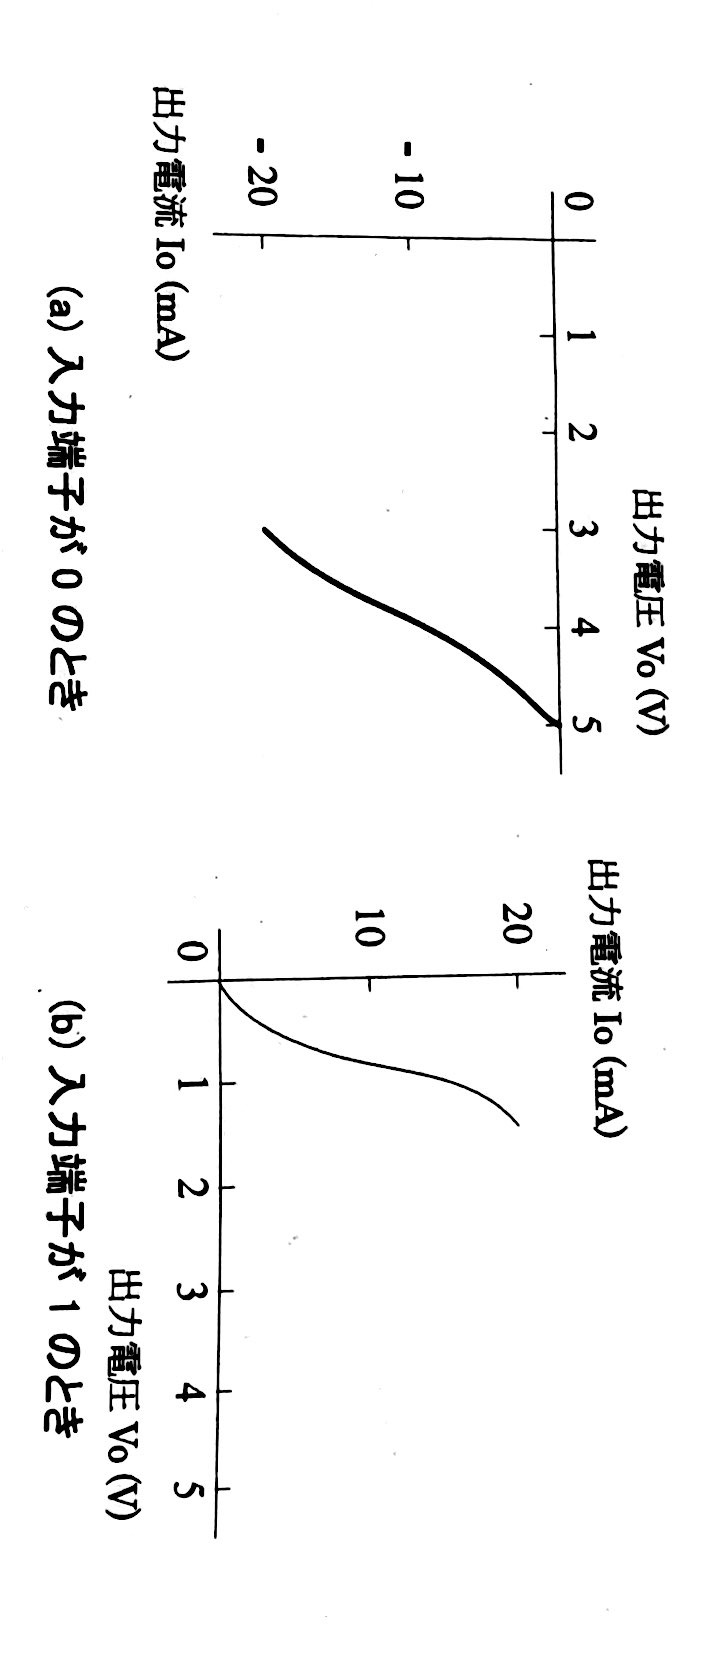 出力電圧 Vo (V)
0 1 2 3 4 5
- 10
- 20
出力電流 Io (mA)
(a) 入力端子が 0 のとき
出力電流 Io (mA)
20
10
0 1 2 3 4 5
出力電圧 Vo (V)
(b) 入力端子が 1 のとき